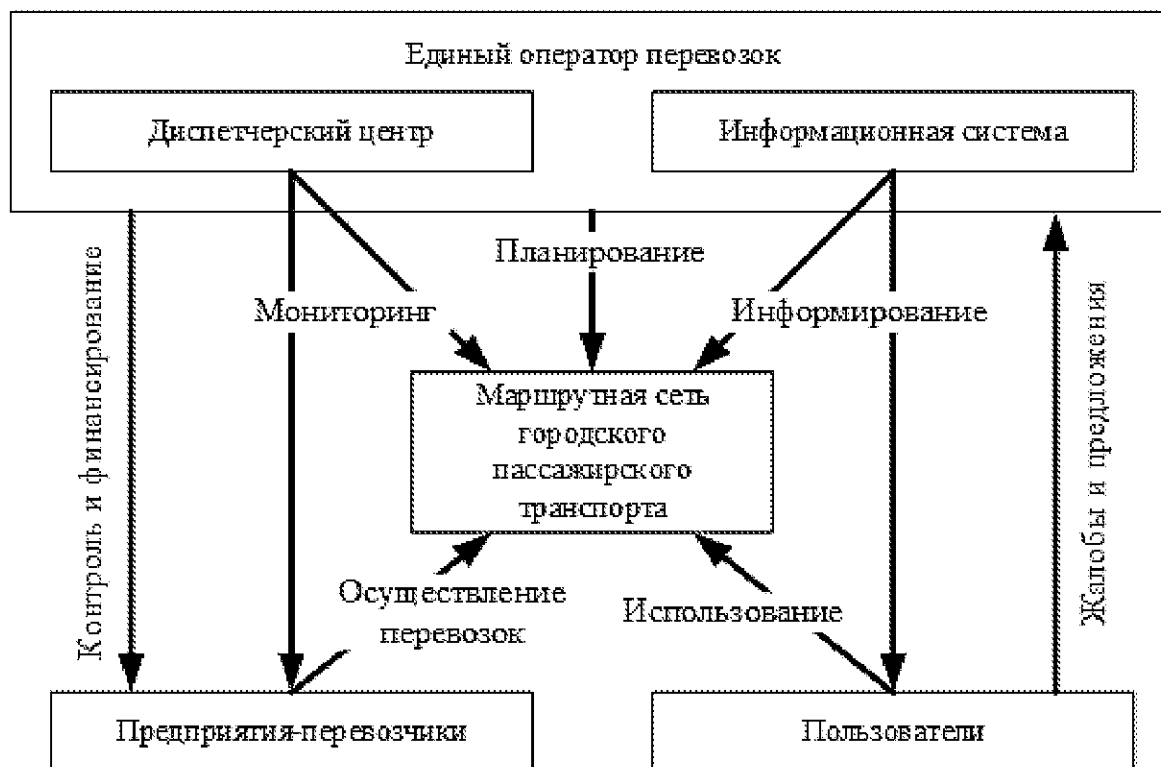 Единый оператор перевозок
Диспетчерский центр
Информационная система
Планирование
Мониторинг
Информирование
Контроль и финансирование
Жалобы и предложения
Маршрутная сеть
городского
пассажирского
транспорта
Осуществление
перевозок
Использование
Предприятия-перевозчики
Пользователи